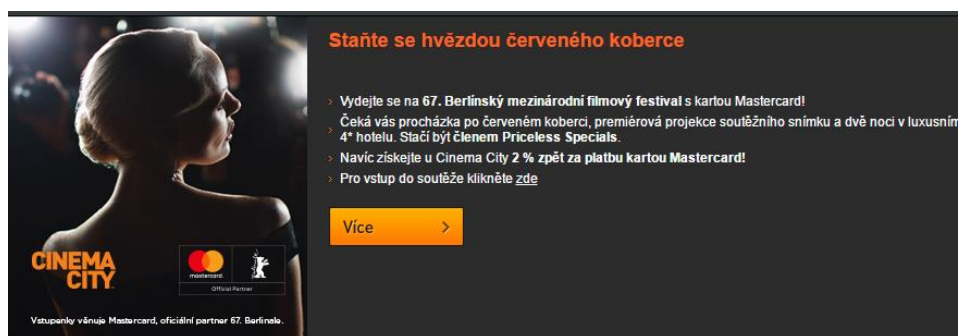 Staňte se hvězdou červeného koberce
Vydejte se na 67. Berlínský mezinárodní filmový festival s kartou Mastercard!
Čeká vás procházka po červeném koberci, premiérová projekce soutěžního snímku a dvě noci v luxusním
4* hotelu. Stačí být členem Priceless Specials.
Navíc získejte u Cinema City 2 % zpět za platbu kartou Mastercard!
Pro vstup do soutěže klikněte zde
Více
CINEMA
CITY
mastercard.
Official Partner
Vstupenky věnuje Mastercard, oficiální partner 67. Berlinale.